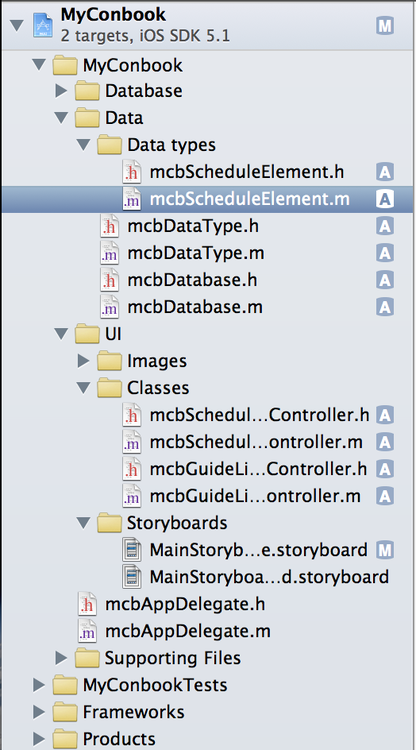 MyConbook M
2 targets, iOS SDK 5.1
MyConbook
Database
Data
Data types
.h mcbScheduleElement.h A
.m mcbScheduleElement.m A
.h mcbDataType.h A
.m mcbDataType.m A
.h mcbDatabase.h A
.m mcbDatabase.m A
UI
Images
Classes
.h mcbSchedul...Controller.h A
.m mcbSchedul...ontroller.m A
.h mcbGuideLi...Controller.h A
.m mcbGuideLi...ontroller.m A
Storyboards
MainStoryb...e.storyboard M
MainStoryboa...d.storyboard
.h mcbAppDelegate.h
.m mcbAppDelegate.m
Supporting Files
MyConbookTests
Frameworks
Products